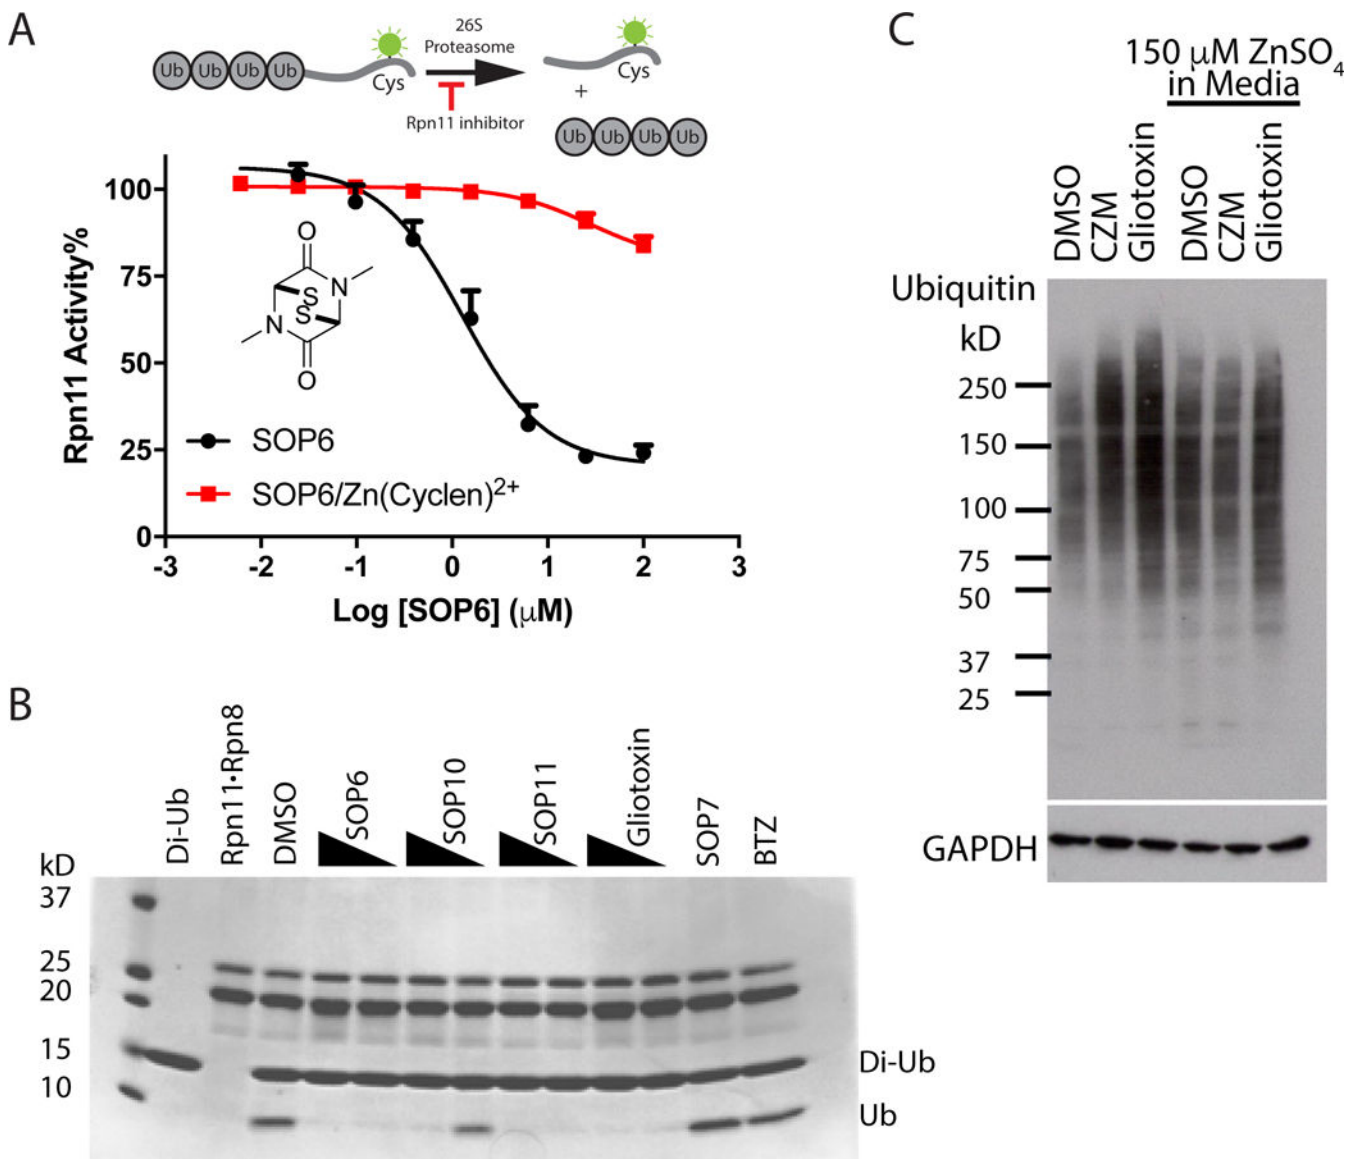 A
Ub Ub Ub Ub
Cys
26S
Proteasome
Rpn11 inhibitor
Cys
+
Ub Ub Ub Ub
Rpn11 Activity%
100
75
50
25
0
O
S
S
N
N
O
SOP6
SOP6/Zn(Cyclen)2+
-3 -2 -1 0 1 2 3
Log [SOP6] (μM)
B
kD
Di-Ub
Rpn11•Rpn8
DMSO
SOP6
SOP10
SOP11
Gliotoxin
SOP7
BTZ
37
25
20
15
10
Di-Ub
Ub
C
150 μM ZnSO4
in Media
DMSO
CZM
Gliotoxin
DMSO
CZM
Gliotoxin
Ubiquitin
kD
250
150
100
75
50
37
25
GAPDH